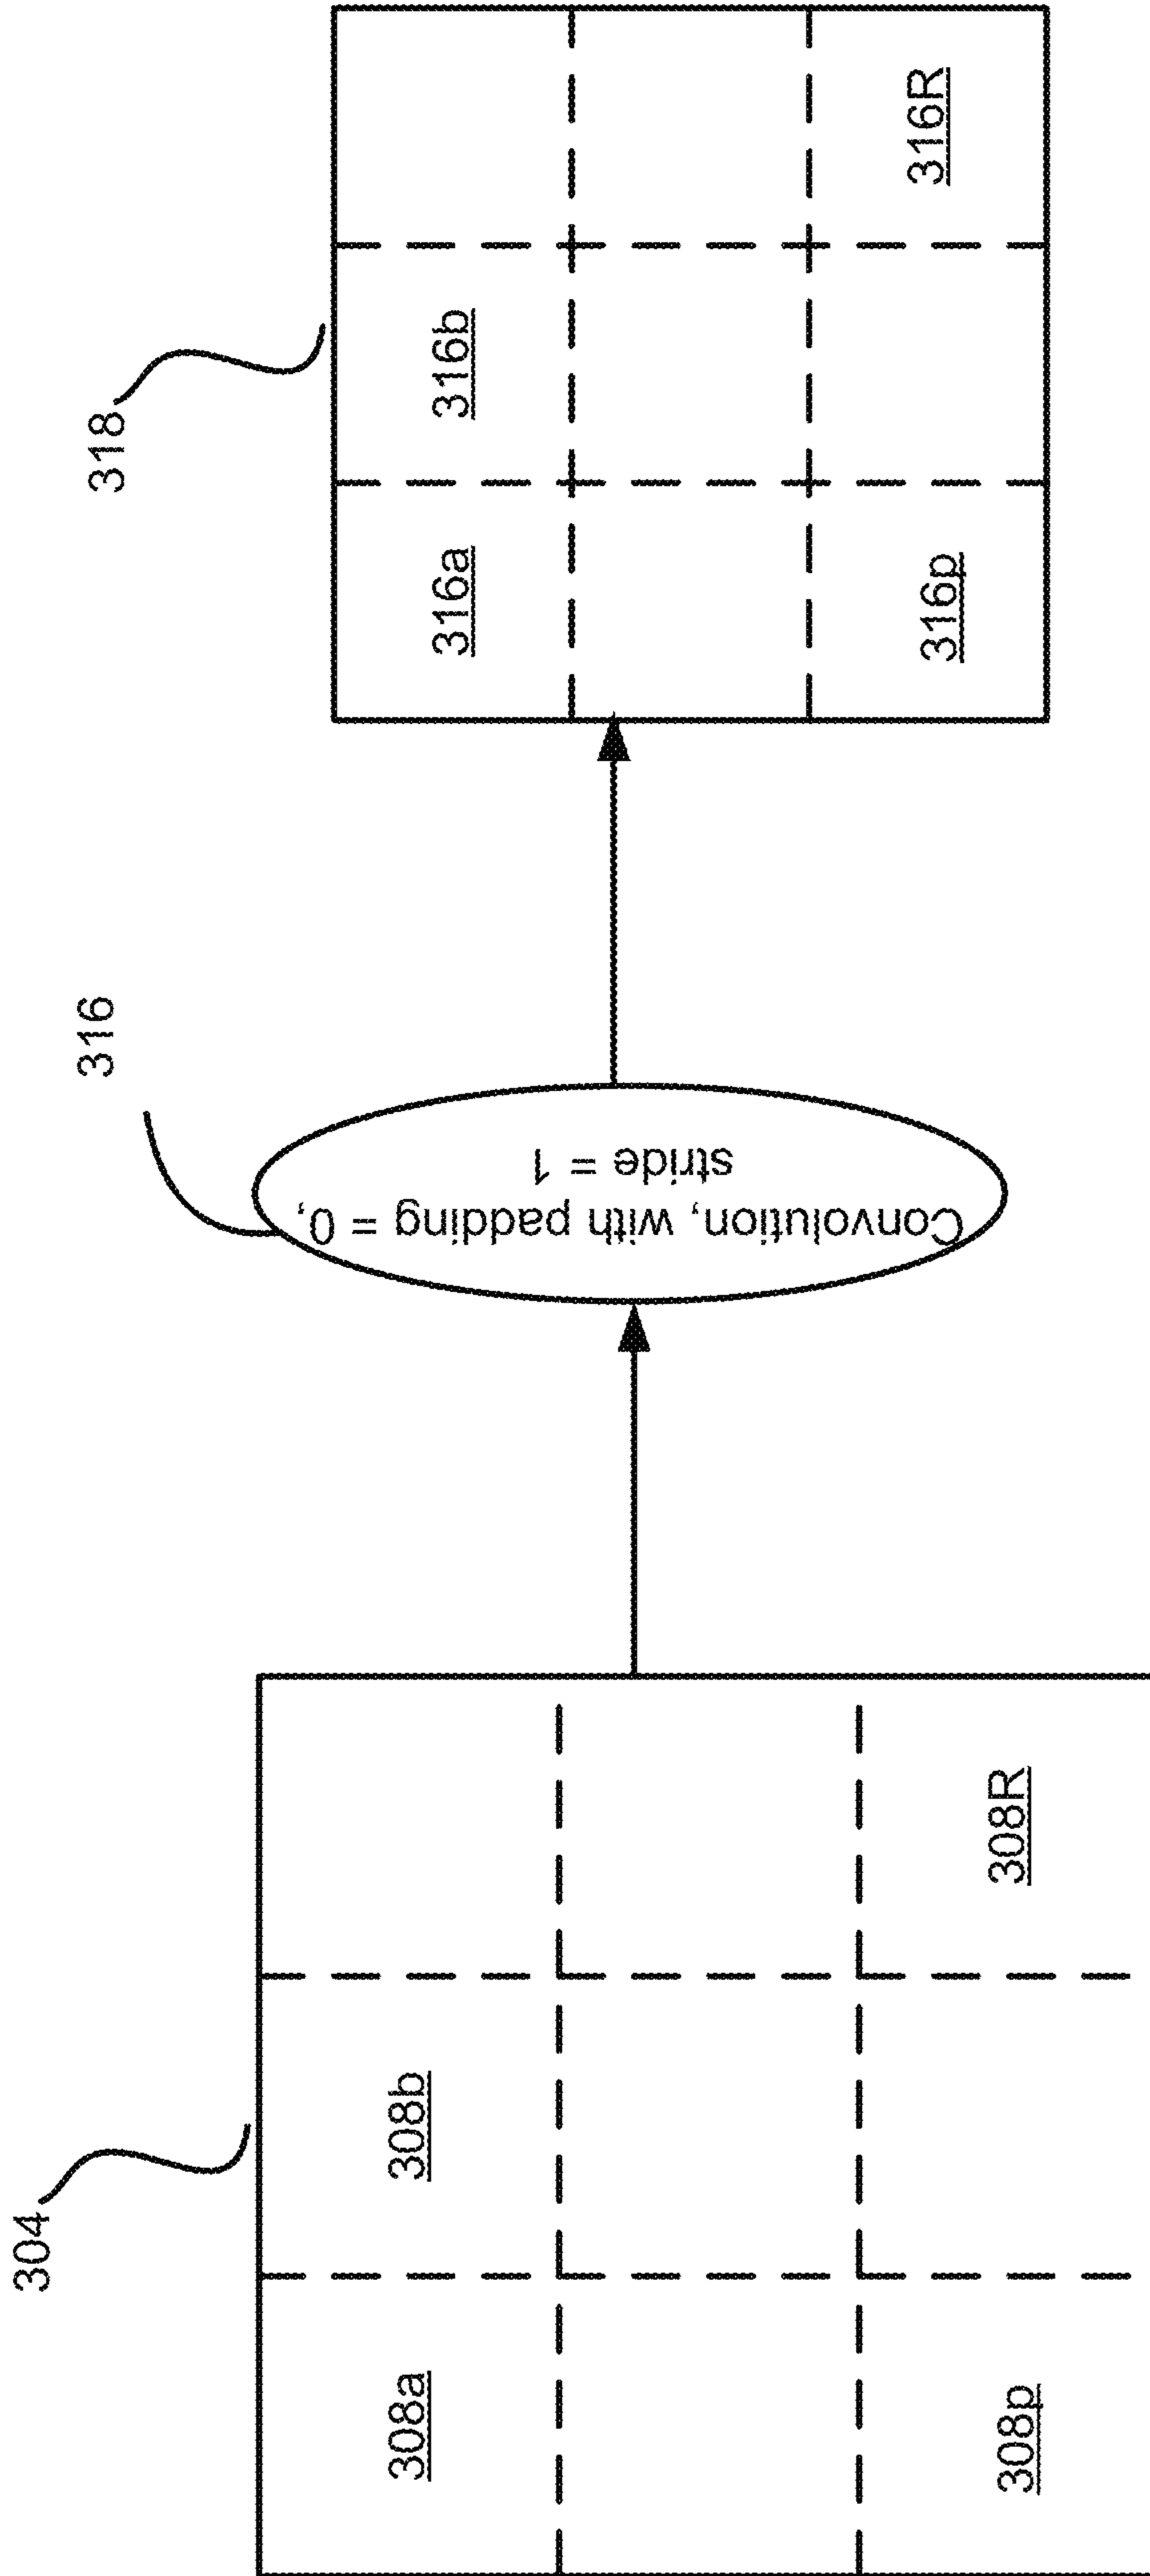 304
308a
308b
308p
308R
316
Convolution, with padding = 0,
stride = 1
318
316a
316b
316p
316R